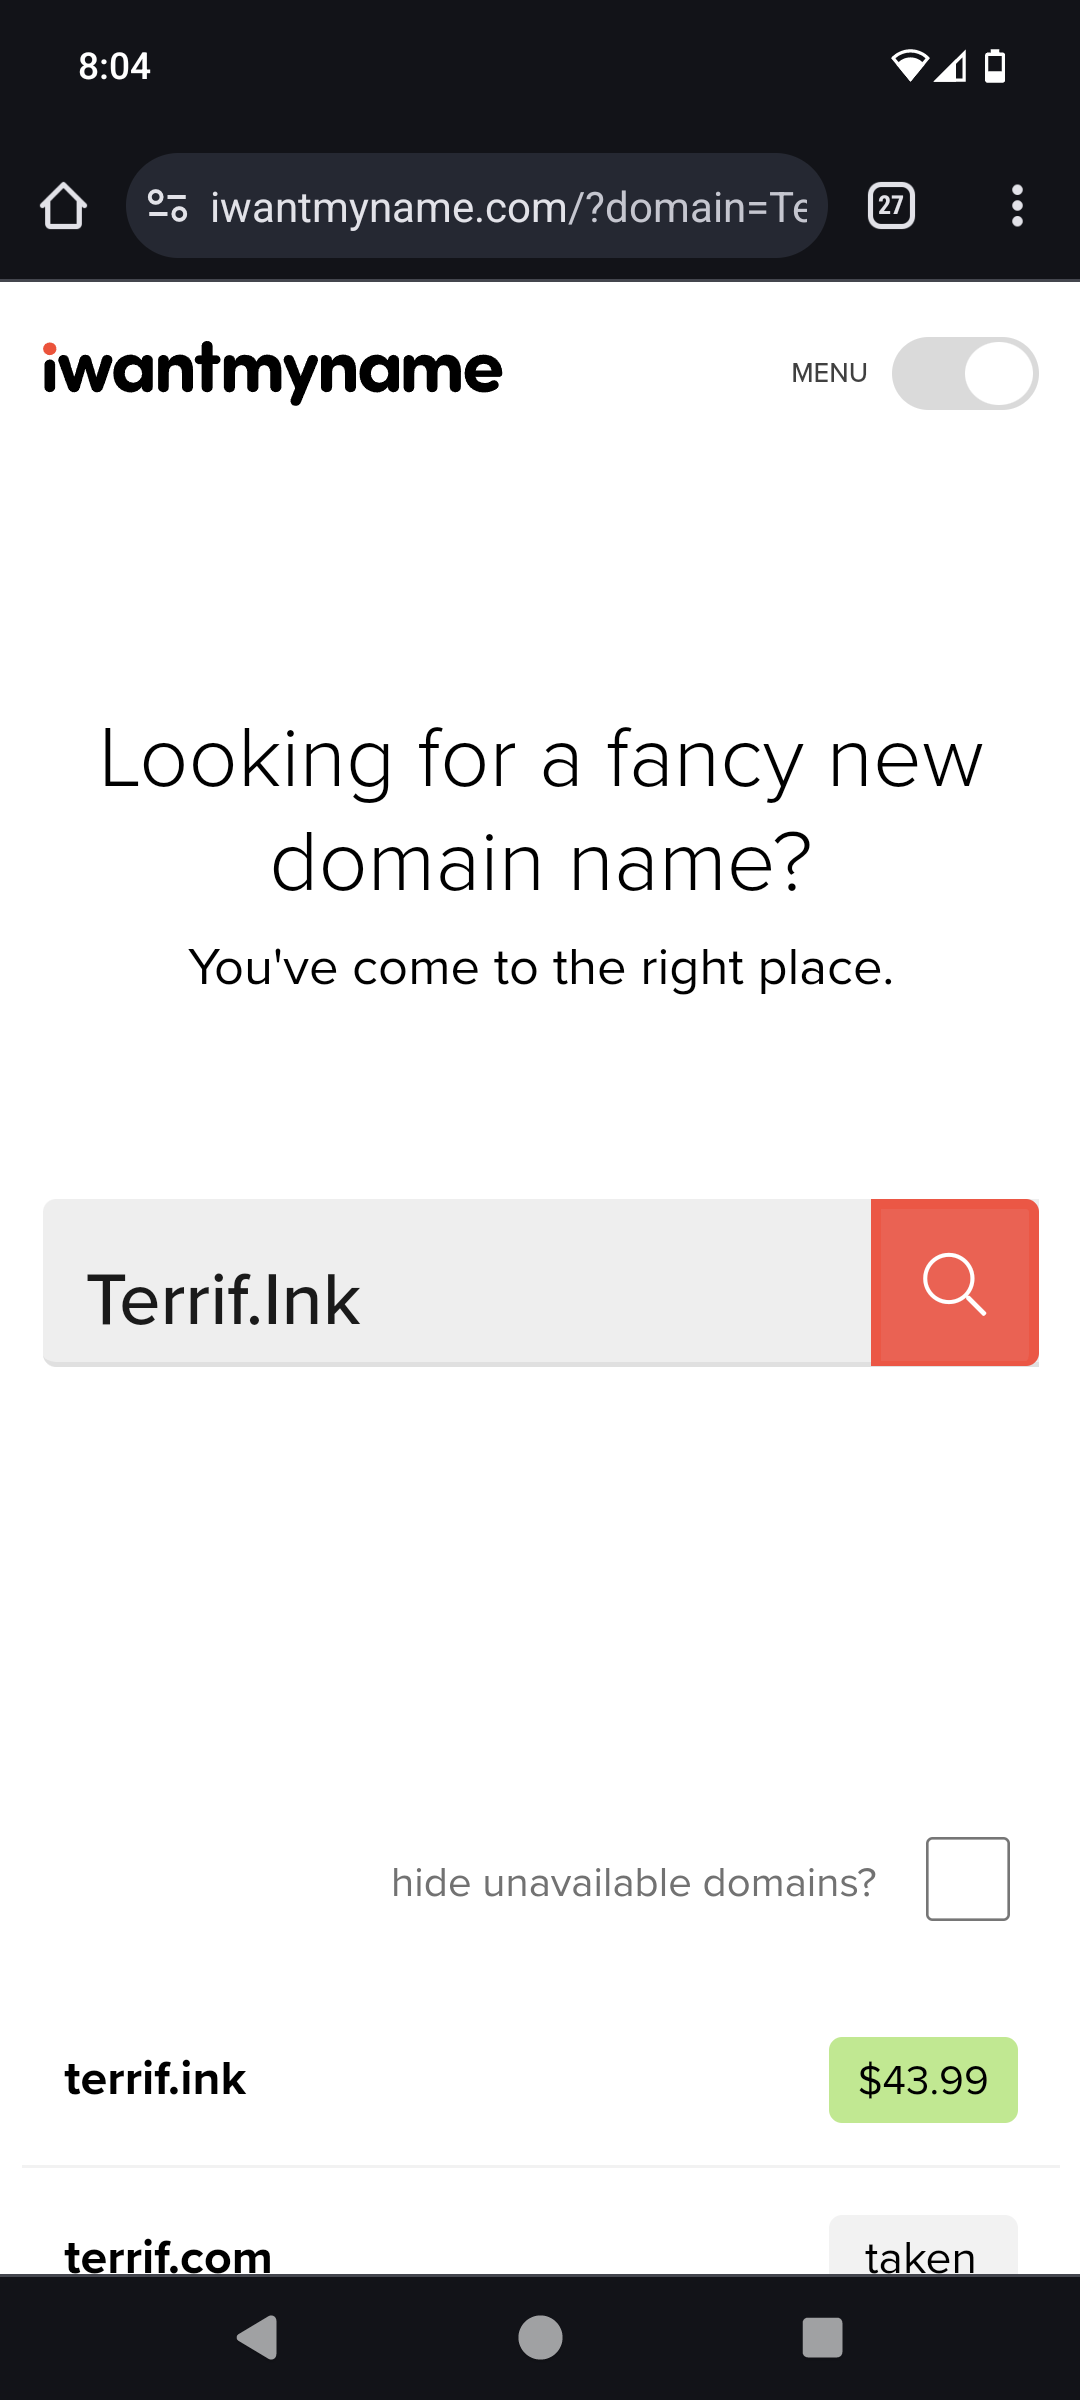 8:04
iwantmyname.com/?domain=Te
27
iwantmyname
MENU
Looking for a fancy new
domain name?
You've come to the right place.
Terrif.Ink
hide unavailable domains?
terrif.ink
$43.99
terrif.com
taken